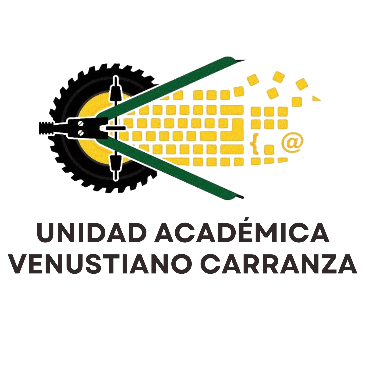 { @
UNIDAD ACADÉMICA
VENUSTIANO CARRANZA